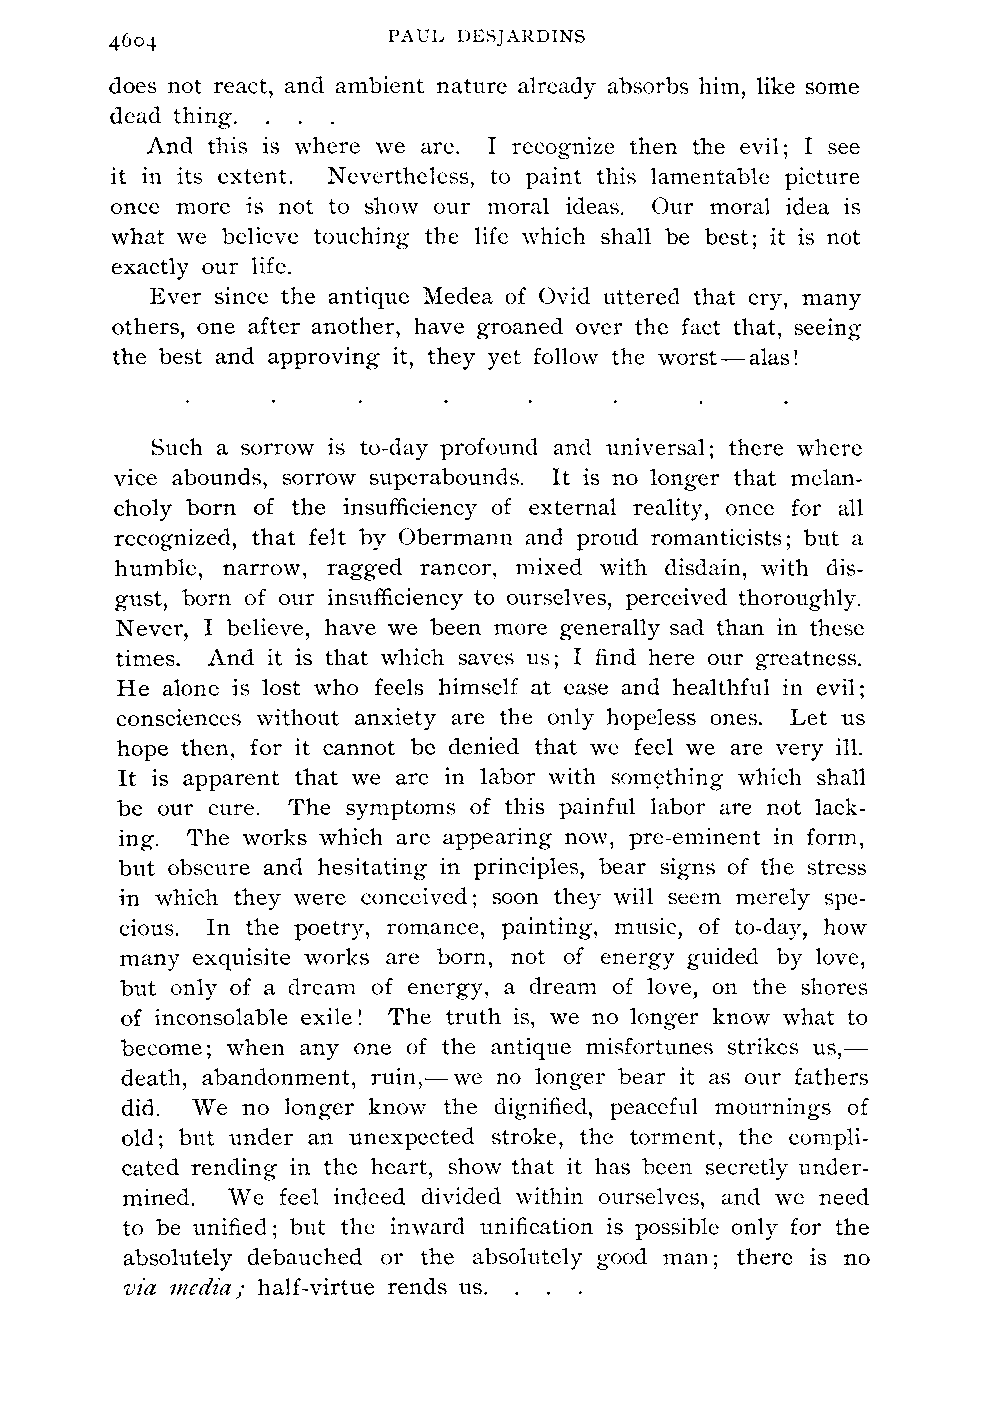 4604 PAUL DESJARDINS
does not react, and ambient nature already absorbs him, like some
dead thing. . . .
And this is where we are. I recognize then the evil; I see
it in its extent. Nevertheless, to paint this lamentable picture
once more is not to show our moral ideas. Our moral idea is
what we believe touching the life which shall be best; it is not
exactly our life.
Ever since the antique Medea of Ovid uttered that cry, many
others, one after another, have groaned over the fact that, seeing
the best and approving it, they yet follow the worst—alas!
. . . . . . . .
Such a sorrow is to-day profound and universal; there where
vice abounds, sorrow superabounds. It is no longer that melan-
choly born of the insufficiency of external reality, once for all
recognized, that felt by Obermann and proud romanticists; but a
humble, narrow, ragged rancor, mixed with disdain, with dis-
gust, born of our insufficiency to ourselves, perceived thoroughly.
Never, I believe, have we been more generally sad than in these
times. And it is that which saves us; I find here our greatness.
He alone is lost who feels himself at ease and healthful in evil;
consciences without anxiety are the only hopeless ones. Let us
hope then, for it cannot be denied that we feel we are very ill.
It is apparent that we are in labor with something which shall
be our cure. The symptoms of this painful labor are not lack-
ing. The works which are appearing now, pre-eminent in form,
but obscure and hesitating in principles, bear signs of the stress
in which they were conceived; soon they will seem merely spe-
cious. In the poetry, romance, painting, music, of to-day, how
many exquisite works are born, not of energy guided by love,
but only of a dream of energy, a dream of love, on the shores
of inconsolable exile! The truth is, we no longer know what to
become; when any one of the antique misfortunes strikes us,—
death, abandonment, ruin,—we no longer bear it as our fathers
did. We no longer know the dignified, peaceful mournings of
old; but under an unexpected stroke, the torment, the compli-
cated rending in the heart, show that it has been secretly under-
mined. We feel indeed divided within ourselves, and we need
to be unified; but the inward unification is possible only for the
absolutely debauched or the absolutely good man; there is no
via media; half-virtue rends us. . . .